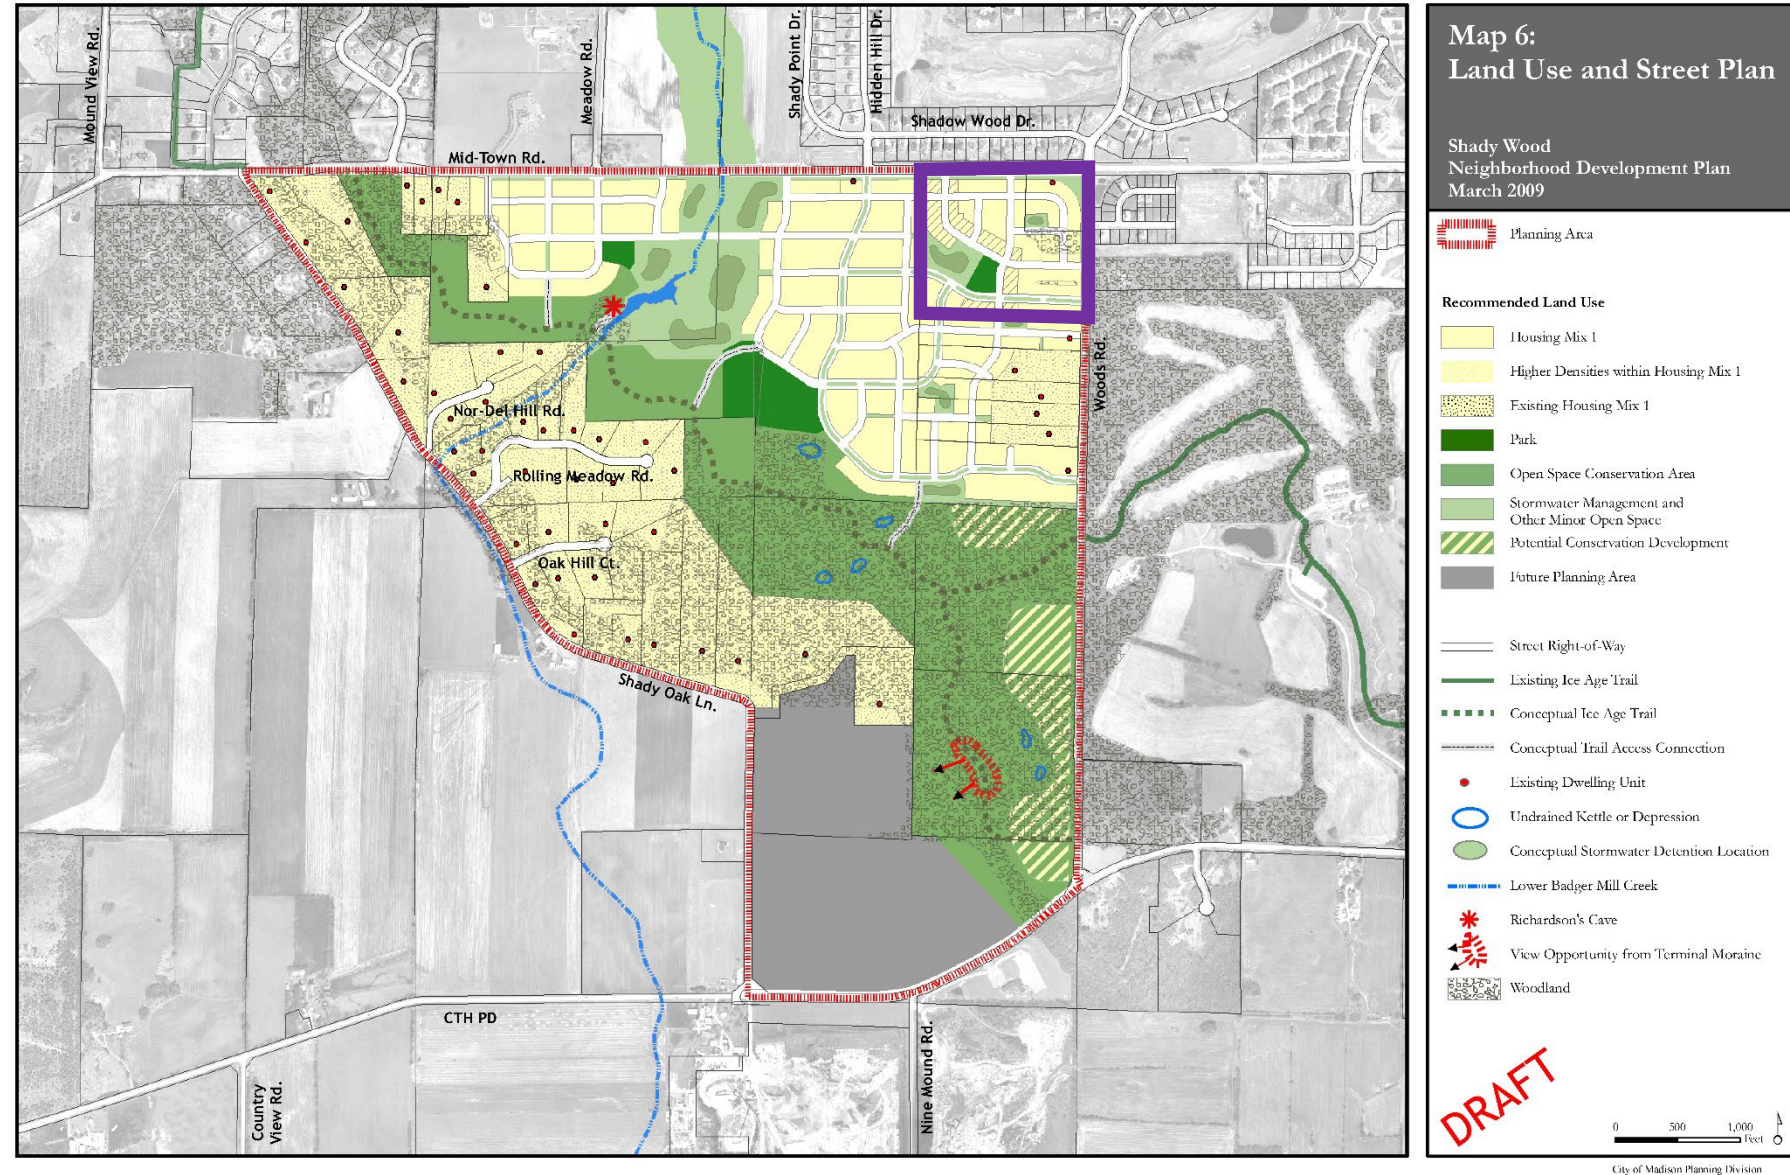 Map 6:
Land Use and Street Plan
Shady Wood
Neighborhood Development Plan
March 2009
Planning Area
Recommended Land Use
Housing Mix 1
Higher Densities within Housing Mix 1
Existing Housing Mix 1
Park
Open Space Conservation Area
Stormwater Management and
Other Minor Open Space
Potential Conservation Development
Future Planning Area
Street Right-of-Way
Existing Ice Age Trail
Conceptual Ice Age Trail
Conceptual Trail Access Connection
Existing Dwelling Unit
Undrained Kettle or Depression
Conceptual Stormwater Detention Location
Lower Badger Mill Creek
Richardson's Cave
View Opportunity from Terminal Moraine
Woodland
DRAFT
0 500 1,000
Feet
City of Madison Planning Division
Mound View Rd.
Meadow Rd.
Shady Point Dr.
Hidden Hill Dr.
Shadow Wood Dr.
Mid-Town Rd.
Woods Rd.
Nor-Del Hill Rd.
Rolling Meadow Rd.
Oak Hill Ct.
Shady Oak Ln.
CTH PD
Country
View Rd.
Nine Mound Rd.